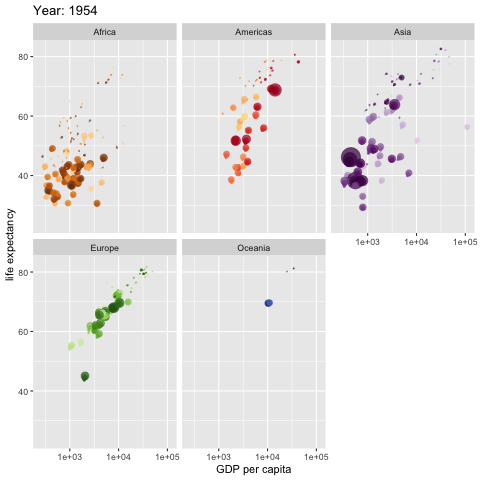 Year: 1954
Africa
Americas
Asia
80
60
40
1e+03
1e+04
1e+05
life expectancy
Europe
Oceania
80
60
40
1e+03
1e+04
1e+05
1e+03
1e+04
1e+05
GDP per capita